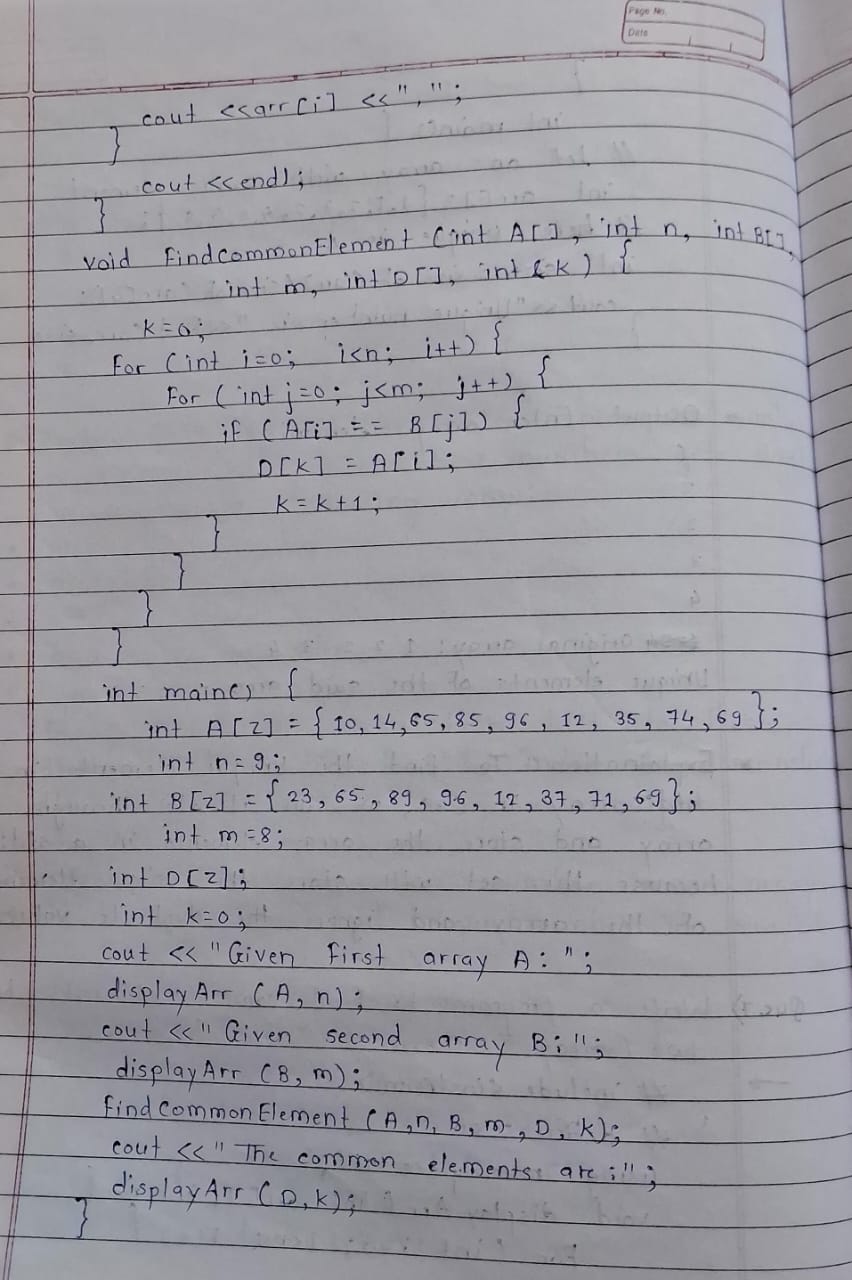 Page No.
Date
cout <<arr[i] <<",";
}
cout <<endl;
}
void findcommonElement (int A[], int n, int B[],
int m, int D[], int &k) {
k=0;
for (int i=0; i<n; i++) {
for (int j=0; j<m; j++) {
if (A[i] == B[j]) {
D[k] = A[i];
k=k+1;
}
}
}
}
int main() {
int A[z] = { 10, 14, 65, 85, 96, 12, 35, 74, 69 };
int n=9;
int B[z] = { 23, 65, 89, 96, 12, 37, 71, 69 };
int m=8;
int D[z];
int k=0;
cout << "Given first array A: ";
displayArr (A, n);
cout << "Given second array B:";
displayArr (B, m);
findCommonElement (A, n, B, m, D, k);
cout << "The common elements are :";
displayArr (D, k);
}